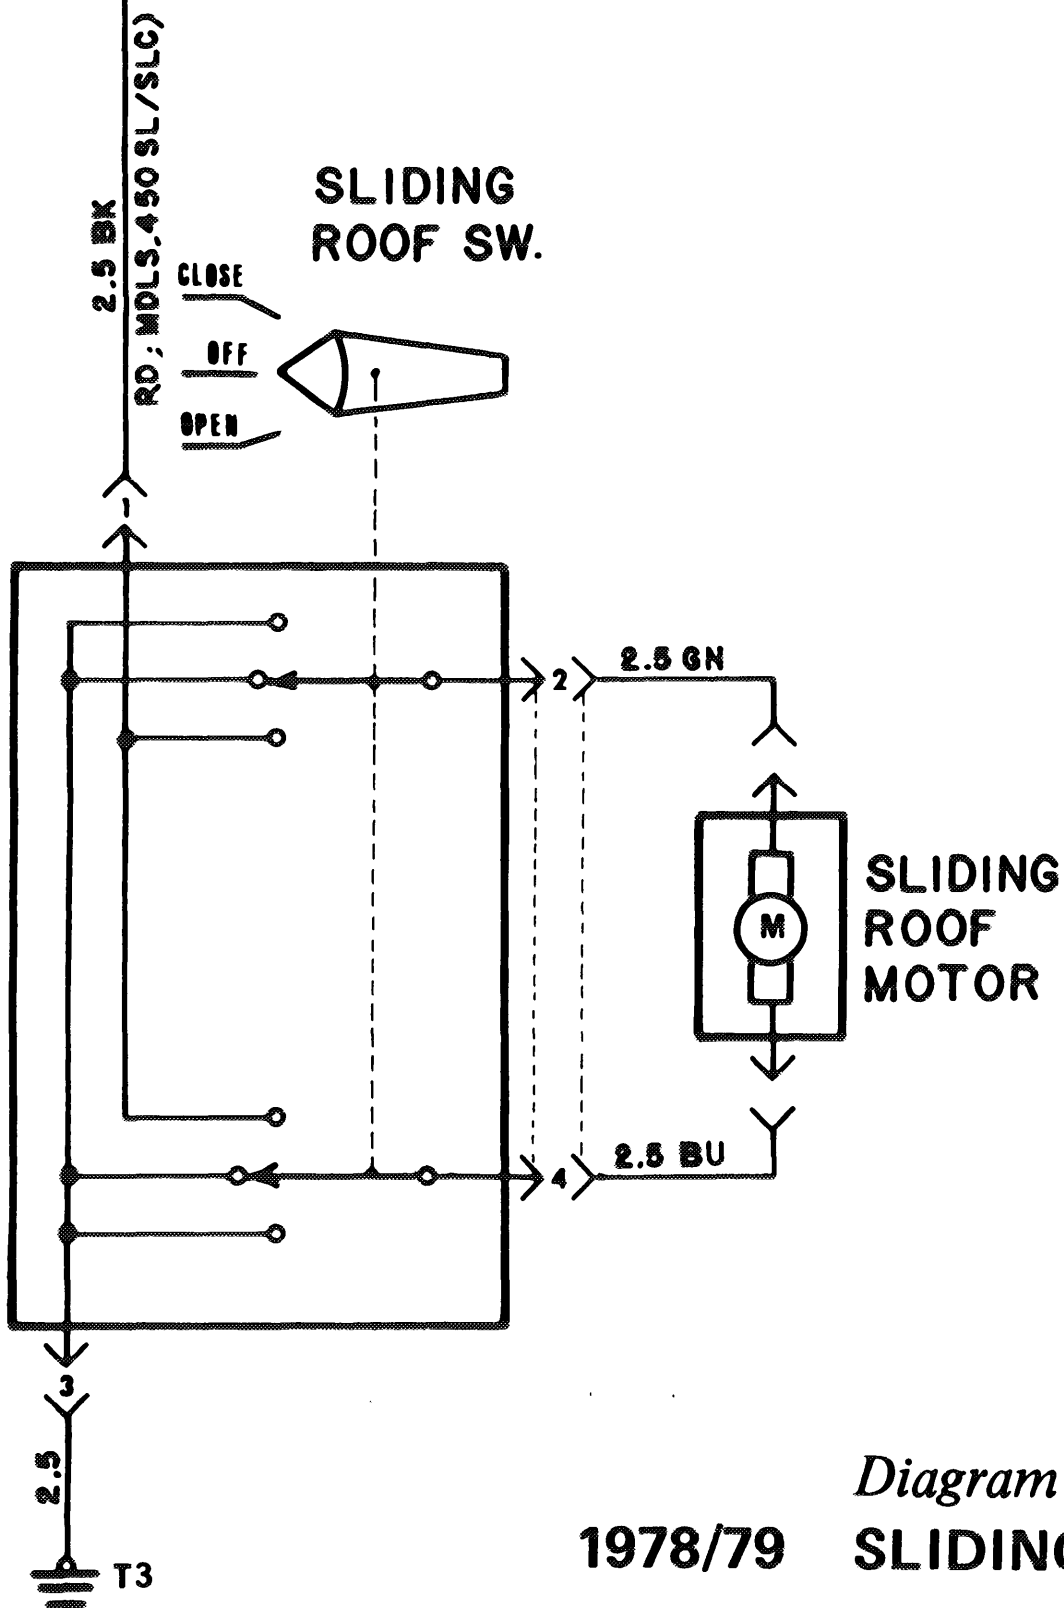 2.5 BK
RD; MDLS.450 SL/SLC)
SLIDING
ROOF SW.
CLOSE
OFF
OPEN
1
2
2.5 GN
M
SLIDING
ROOF
MOTOR
2.5 BU
4
3
2.5
T3
Diagram
1978/79 SLIDING